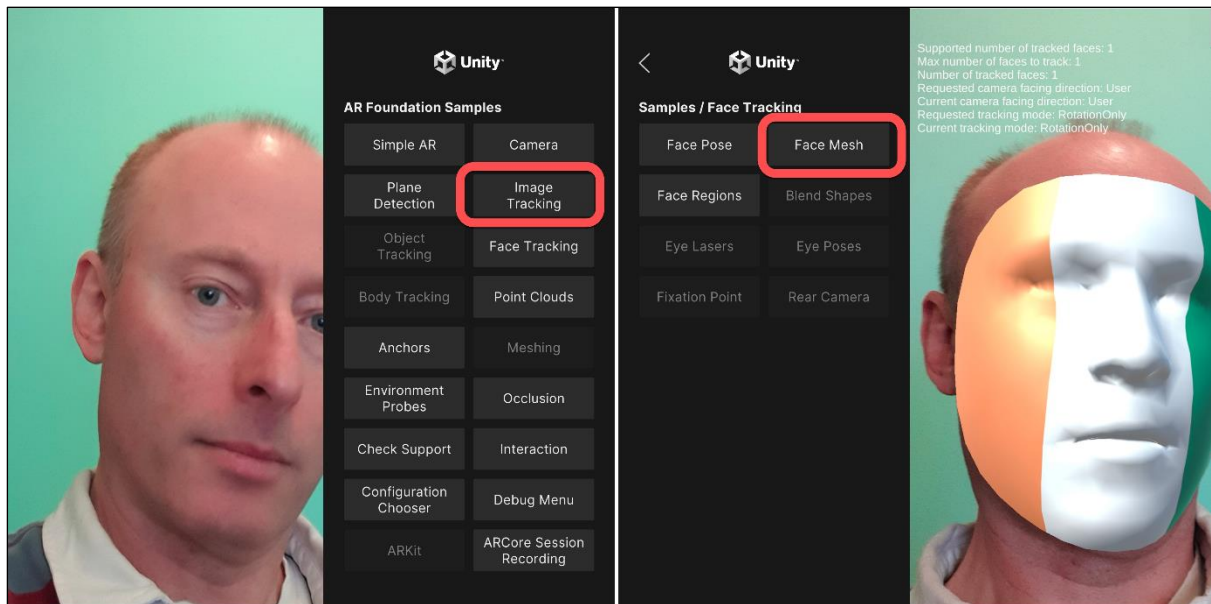 Unity
AR Foundation Samples
Simple AR
Camera
Plane
Detection
Image
Tracking
Object
Tracking
Face Tracking
Body Tracking
Point Clouds
Anchors
Meshing
Environment
Probes
Occlusion
Check Support
Interaction
Configuration
Chooser
Debug Menu
ARKit
ARCore Session
Recording
Unity
Samples / Face Tracking
Face Pose
Face Mesh
Face Regions
Blend Shapes
Eye Lasers
Eye Poses
Fixation Point
Rear Camera
Supported number of tracked faces: 1
Max number of faces to track: 1
Number of tracked faces: 1
Requested camera facing direction: User
Current camera facing direction: User
Requested tracking mode: RotationOnly
Current tracking mode: RotationOnly